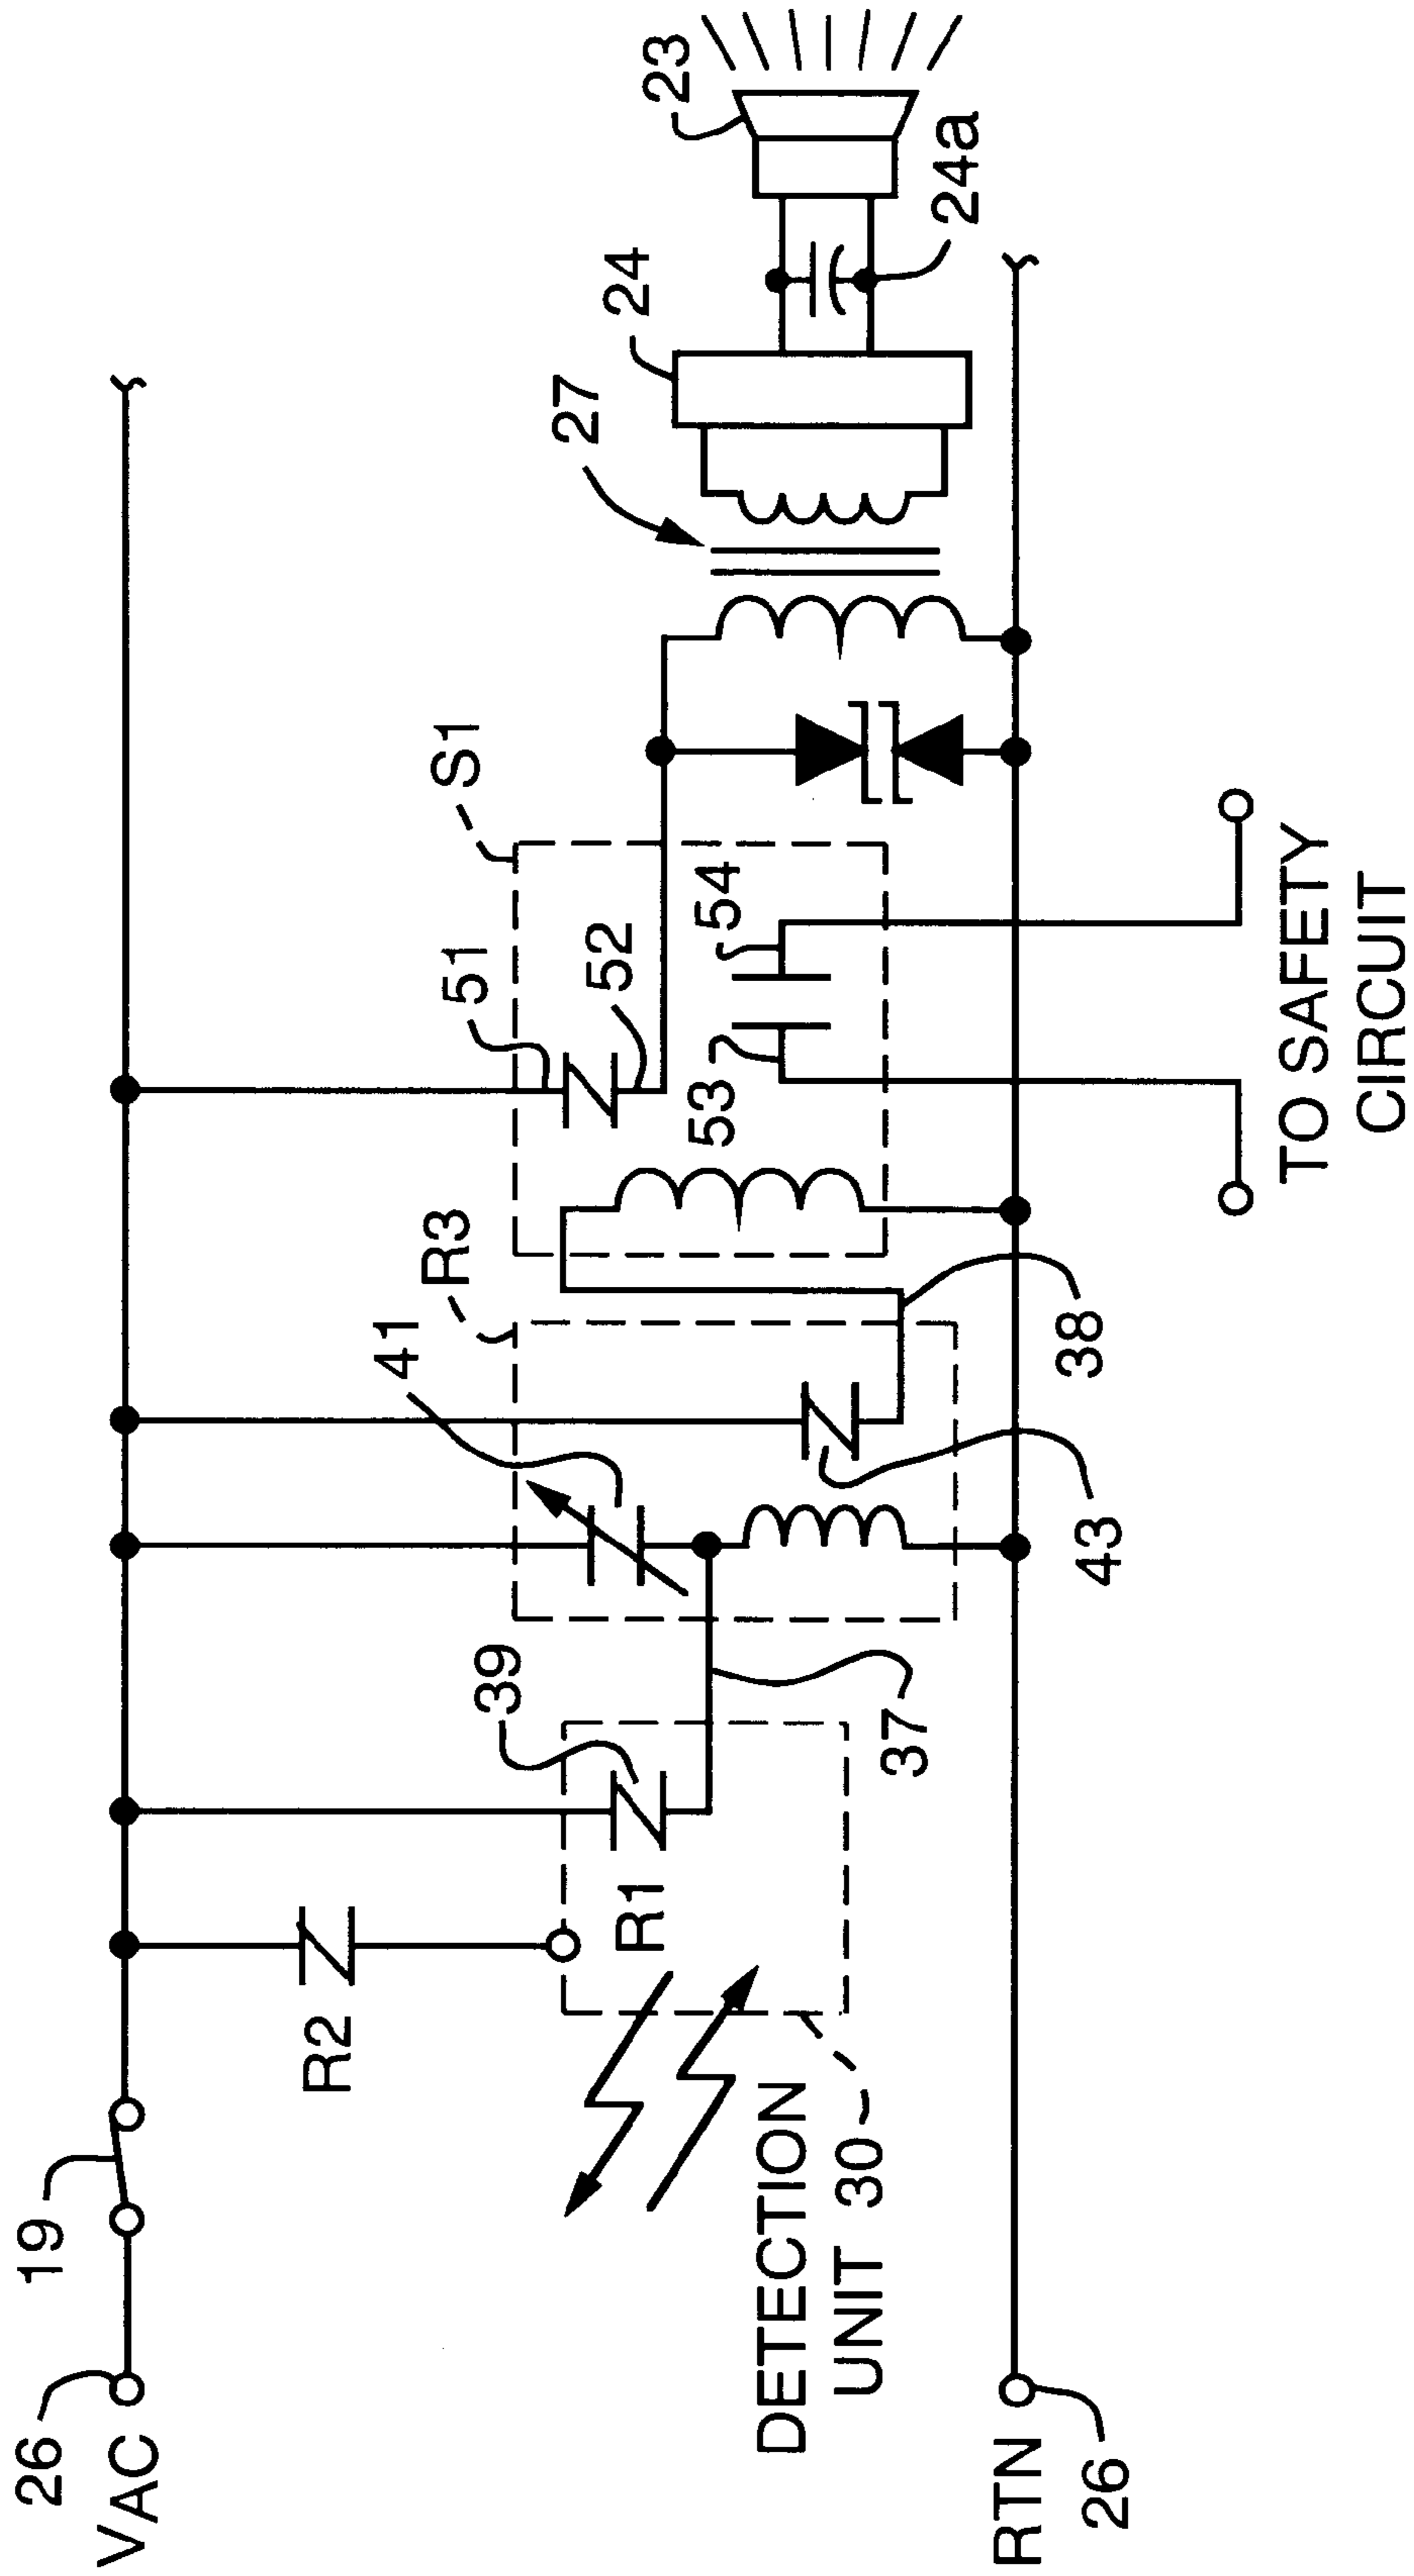 26
VAC
19
R2
R1
39
37
41
R3
43
38
51
52
53
54
S1
27
24
24a
23
DETECTION
UNIT 30
RTN
26
TO SAFETY
CIRCUIT